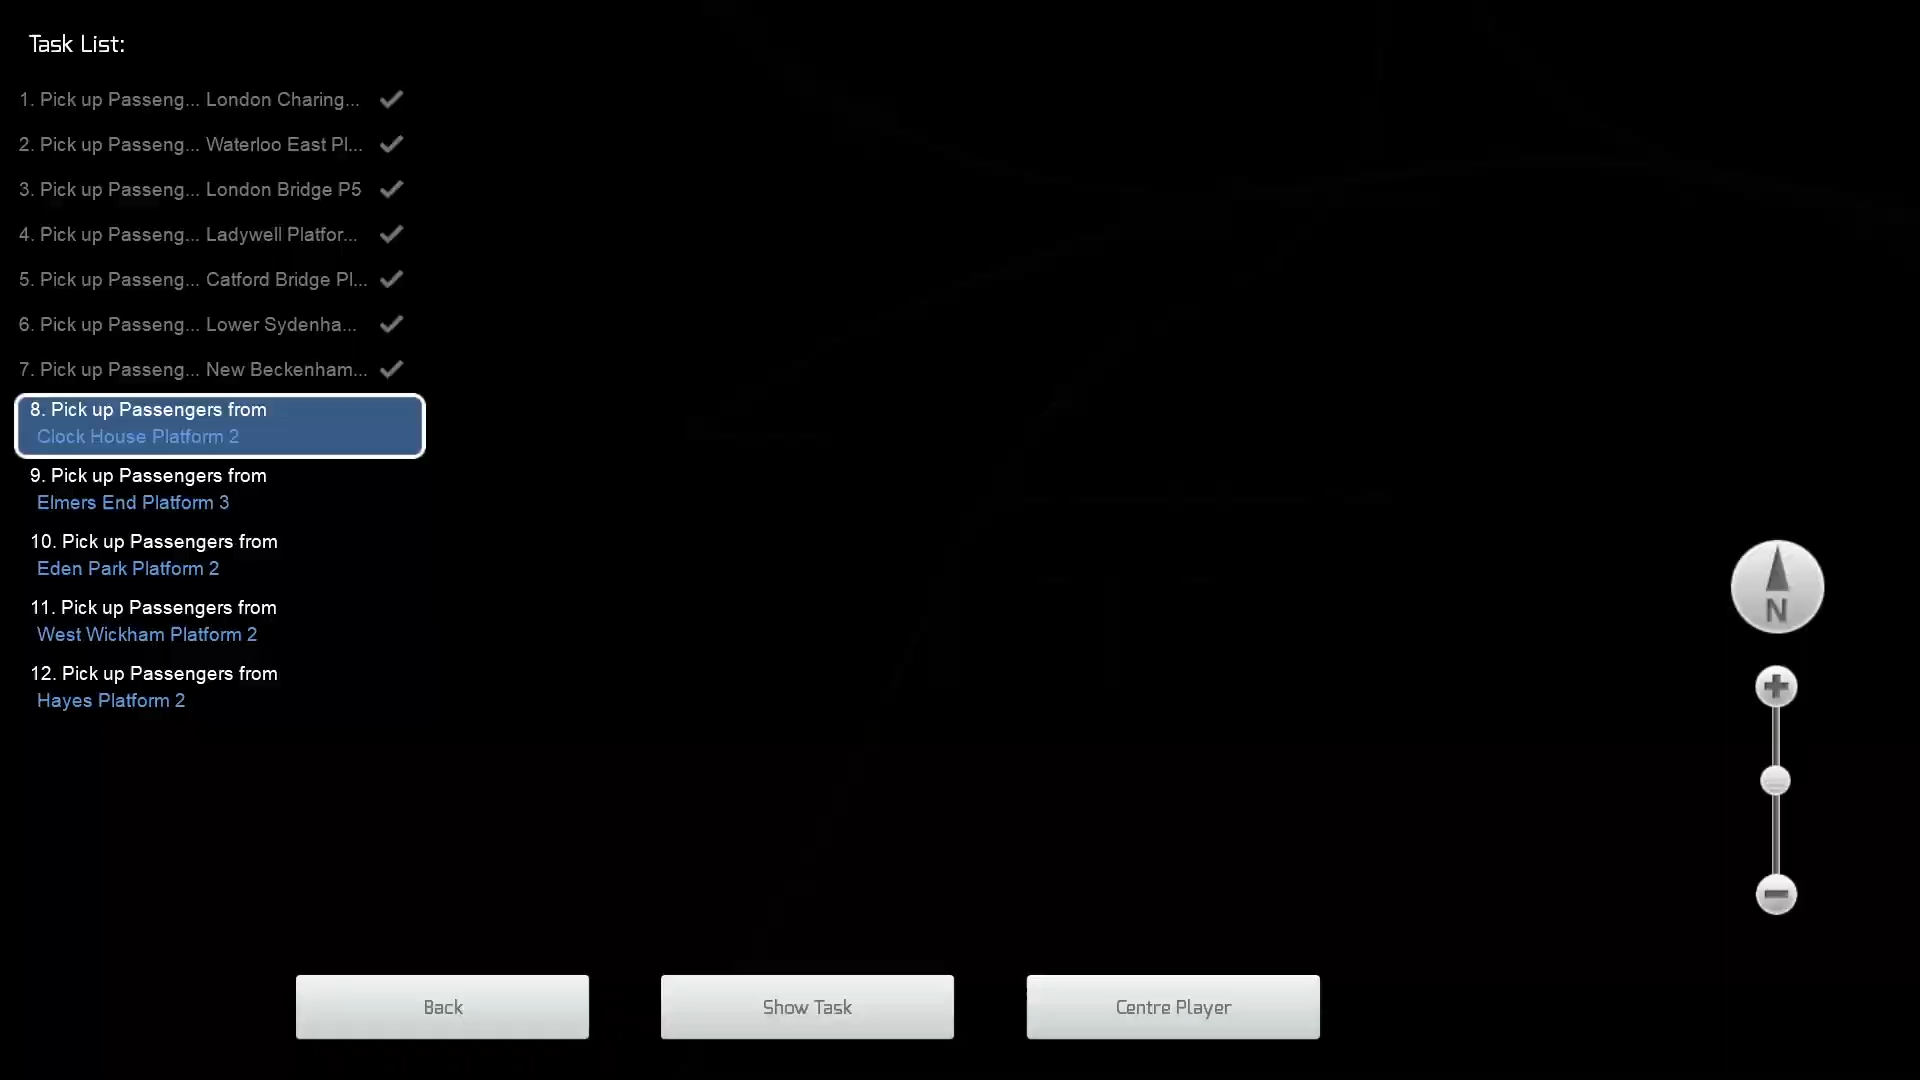 Task List:
1. Pick up Passeng... London Charing...
2. Pick up Passeng... Waterloo East Pl...
3. Pick up Passeng... London Bridge P5
4. Pick up Passeng... Ladywell Platfor...
5. Pick up Passeng... Catford Bridge Pl...
6. Pick up Passeng... Lower Sydenha...
7. Pick up Passeng... New Beckenham...
8. Pick up Passengers from
Clock House Platform 2
9. Pick up Passengers from
Elmers End Platform 3
10. Pick up Passengers from
Eden Park Platform 2
11. Pick up Passengers from
West Wickham Platform 2
12. Pick up Passengers from
Hayes Platform 2
N
Back
Show Task
Centre Player